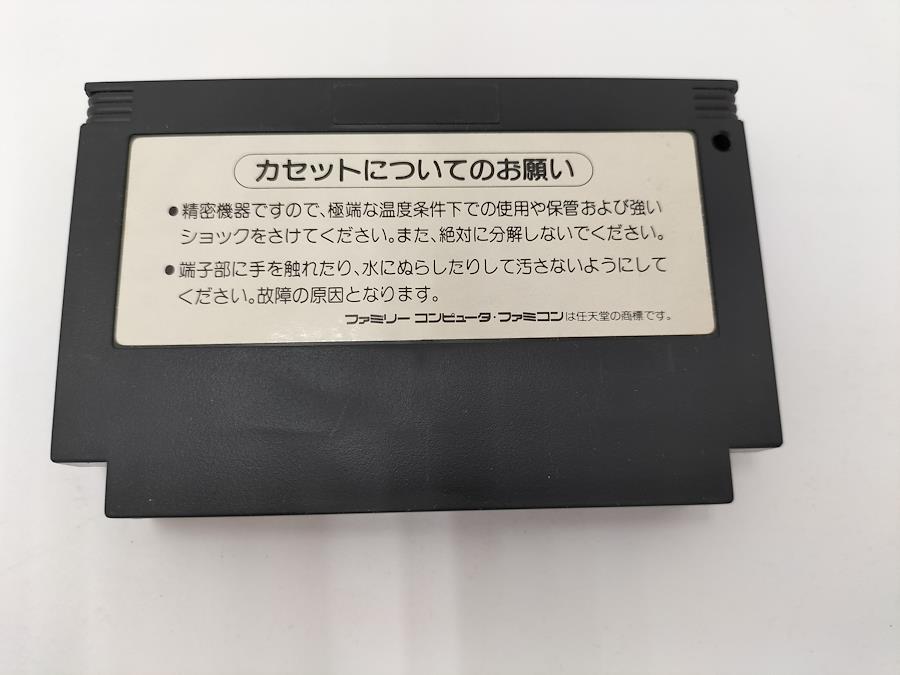 カセットについてのお願い
●精密機器ですので、極端な温度条件下での使用や保管および強い
ショックをさけてください。また、絶対に分解しないでください。
●端子部に手を触れたり、水にぬらしたりして汚さないようにして
ください。故障の原因となります。
ファミリー コンピュータ・ファミコンは任天堂の商標です。